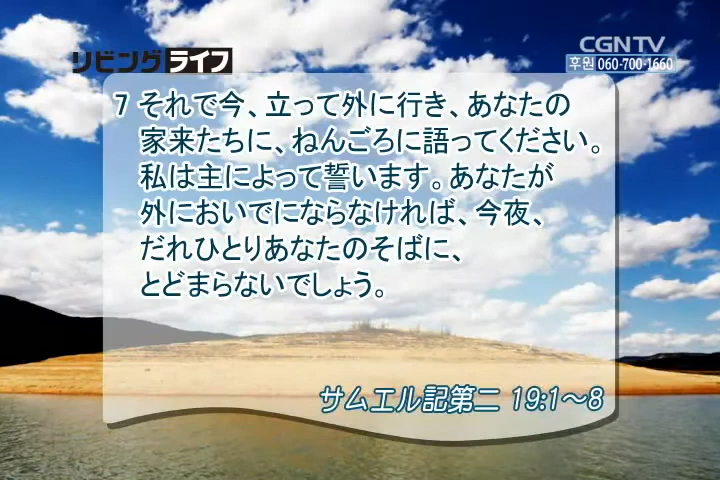 リビングライフ
CGNTV
후원 060-700-1660
7 それで今、立って外に行き、あなたの
家来たちに、ねんごろに語ってください。
私は主によって誓います。あなたが
外においでにならなければ、今夜、
だれひとりあなたのそばに、
とどまらないでしょう。
サムエル記第二 19:1～8